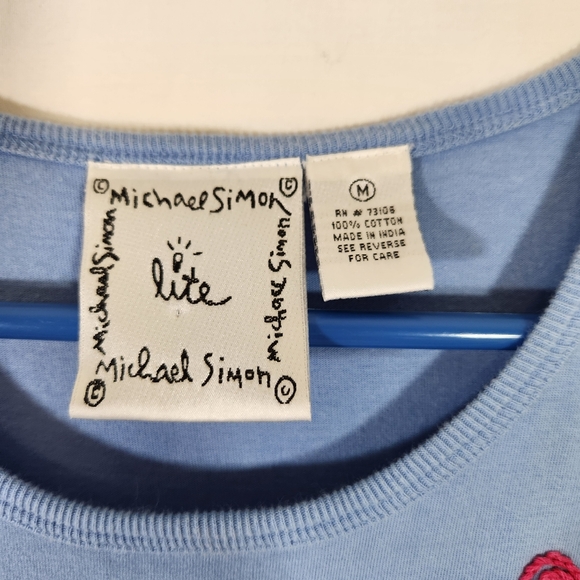 © Michael Simon ©
Michael Simon
lite
Michael Simon
© Michael Simon ©
M
RN # 73106
100% COTTON
MADE IN INDIA
SEE REVERSE
FOR CARE